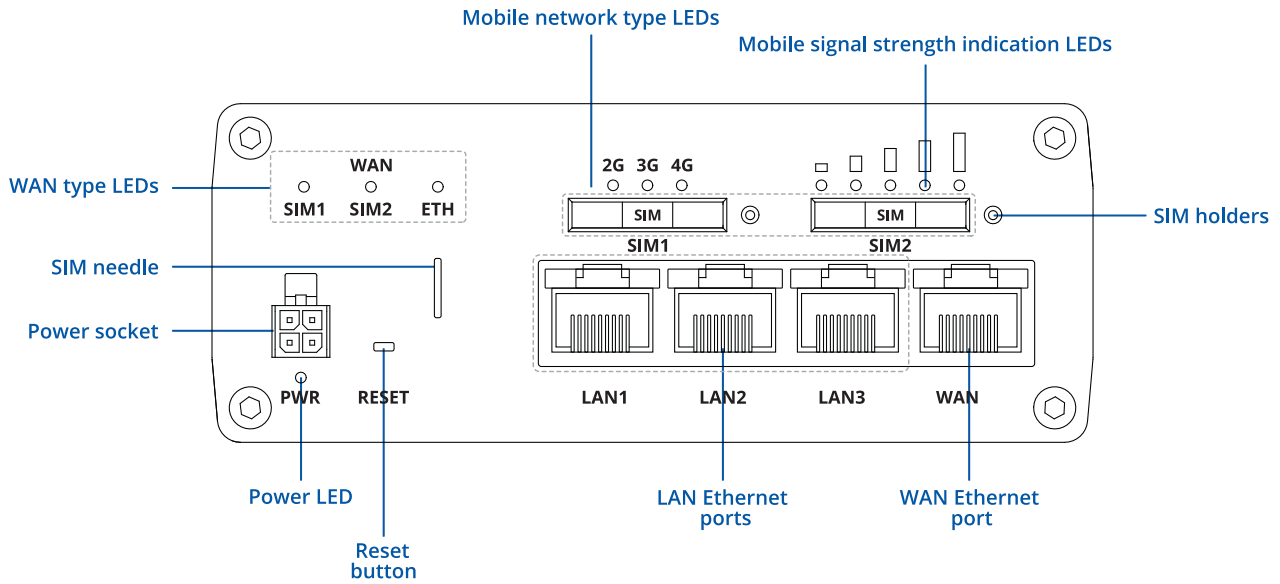 Mobile network type LEDs
Mobile signal strength indication LEDs
WAN
2G 3G 4G
WAN type LEDs
SIM1 SIM2 ETH
SIM
SIM
SIM holders
SIM1
SIM2
SIM needle
Power socket
PWR
RESET
LAN1
LAN2
LAN3
WAN
Power LED
LAN Ethernet
ports
WAN Ethernet
port
Reset
button